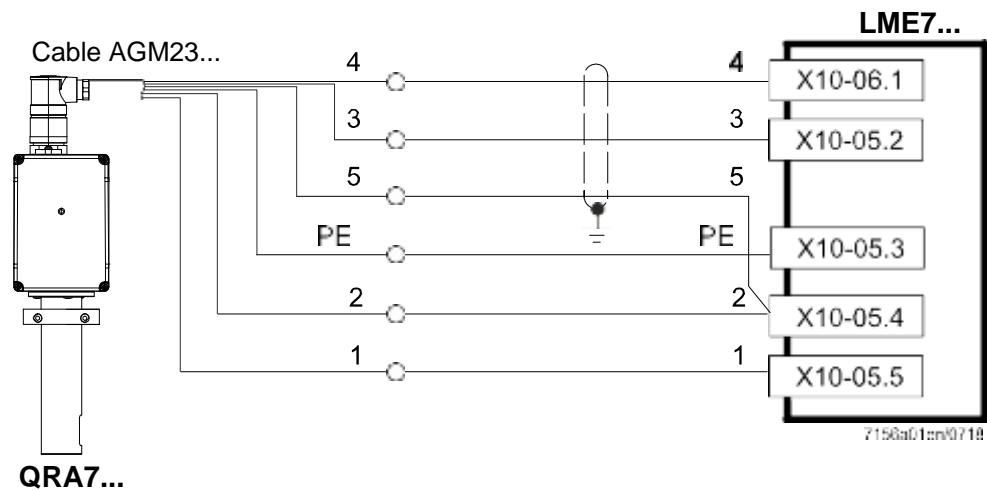 LME7...
Cable AGM23...
4 4 X10-06.1
3 3 X10-05.2
5 5
PE PE X10-05.3
2 2 X10-05.4
1 1 X10-05.5
7156a01en/0718
QRA7...